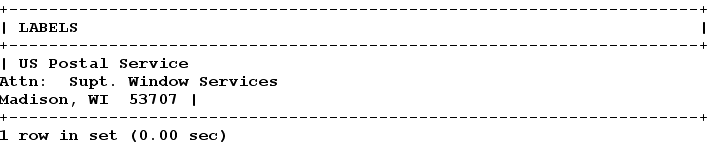 +----------------------------------------------------------------------+
| LABELS                                                               |
+----------------------------------------------------------------------+
| US Postal Service
Attn:  Supt. Window Services
Madison, WI  53707 |
+----------------------------------------------------------------------+
1 row in set (0.00 sec)